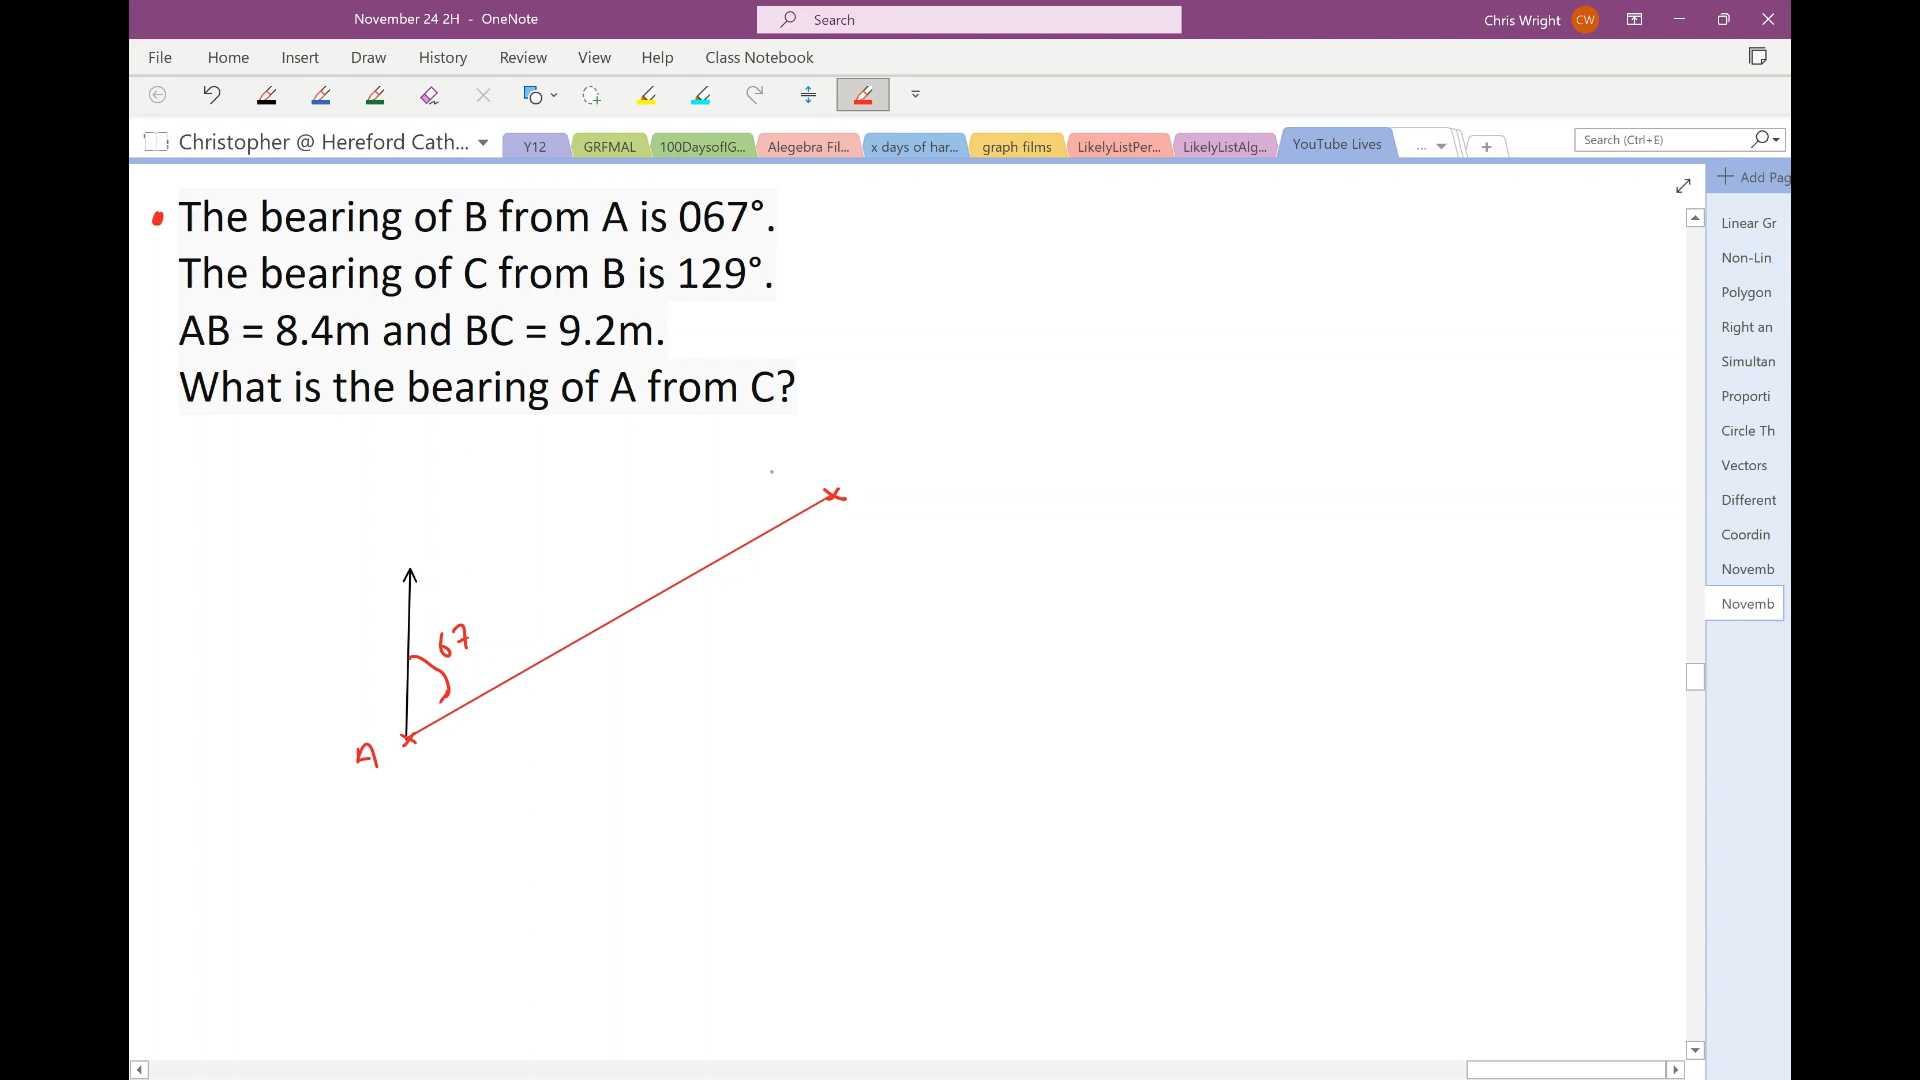 November 24 2H - OneNote
Search
Chris Wright
CW
File
Home
Insert
Draw
History
Review
View
Help
Class Notebook
Christopher @ Hereford Cath...
Y12
GRFMAL
100DaysofIG...
Alegebra Fil...
x days of har...
graph films
LikelyListPer...
LikelyListAlg...
YouTube Lives
...
+
Search (Ctrl+E)
Add Pag
The bearing of B from A is 067°.
The bearing of C from B is 129°.
AB = 8.4m and BC = 9.2m.
What is the bearing of A from C?
67
A
Linear Gr
Non-Lin
Polygon
Right an
Simultan
Proporti
Circle Th
Vectors
Different
Coordin
Novemb
Novemb